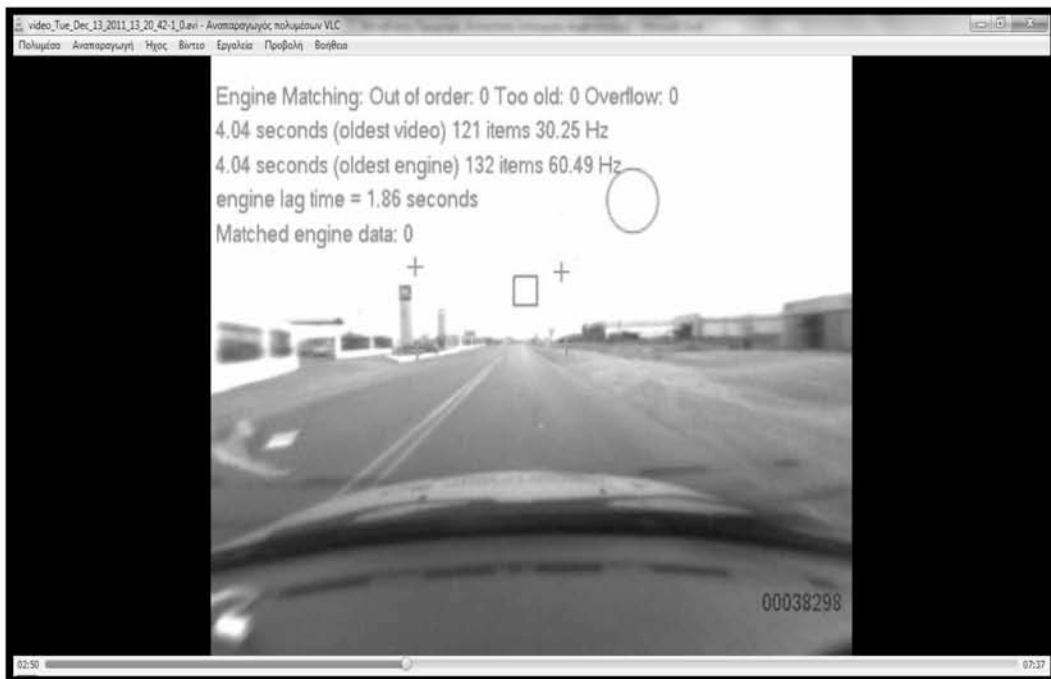 video_Tue_Dec_13_2011_13_20_42-1_0.avi - Αναπαραγωγός πολυμέσων VLC
Πολυμέσα Αναπαραγωγή Ήχος Βίντεο Εργαλεία Προβολή Βοήθεια
Engine Matching: Out of order: 0 Too old: 0 Overflow: 0
4.04 seconds (oldest video) 121 items 30.25 Hz
4.04 seconds (oldest engine) 132 items 60.49 Hz
engine lag time = 1.86 seconds
Matched engine data: 0
00038298
02:50 07:37